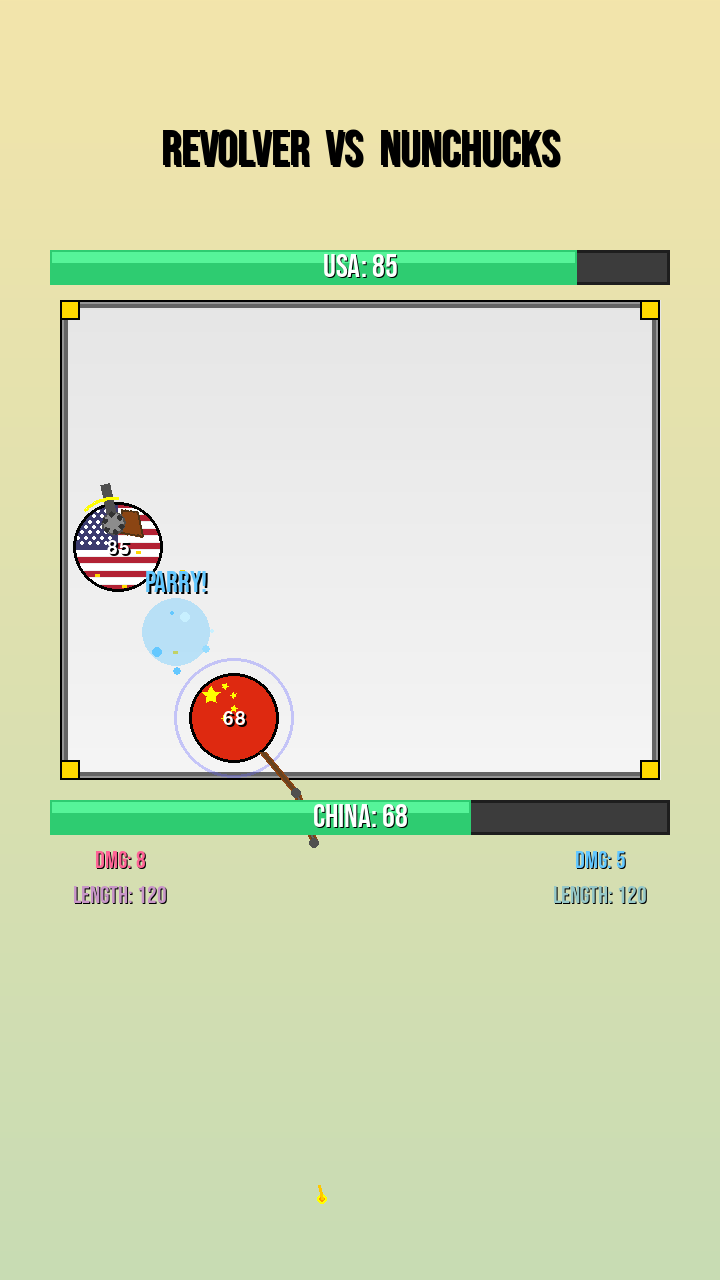 REVOLVER VS NUNCHUCKS
USA: 85
85
PARRY!
68
CHINA: 68
DMG: 8
DMG: 5
LENGTH: 120
LENGTH: 120